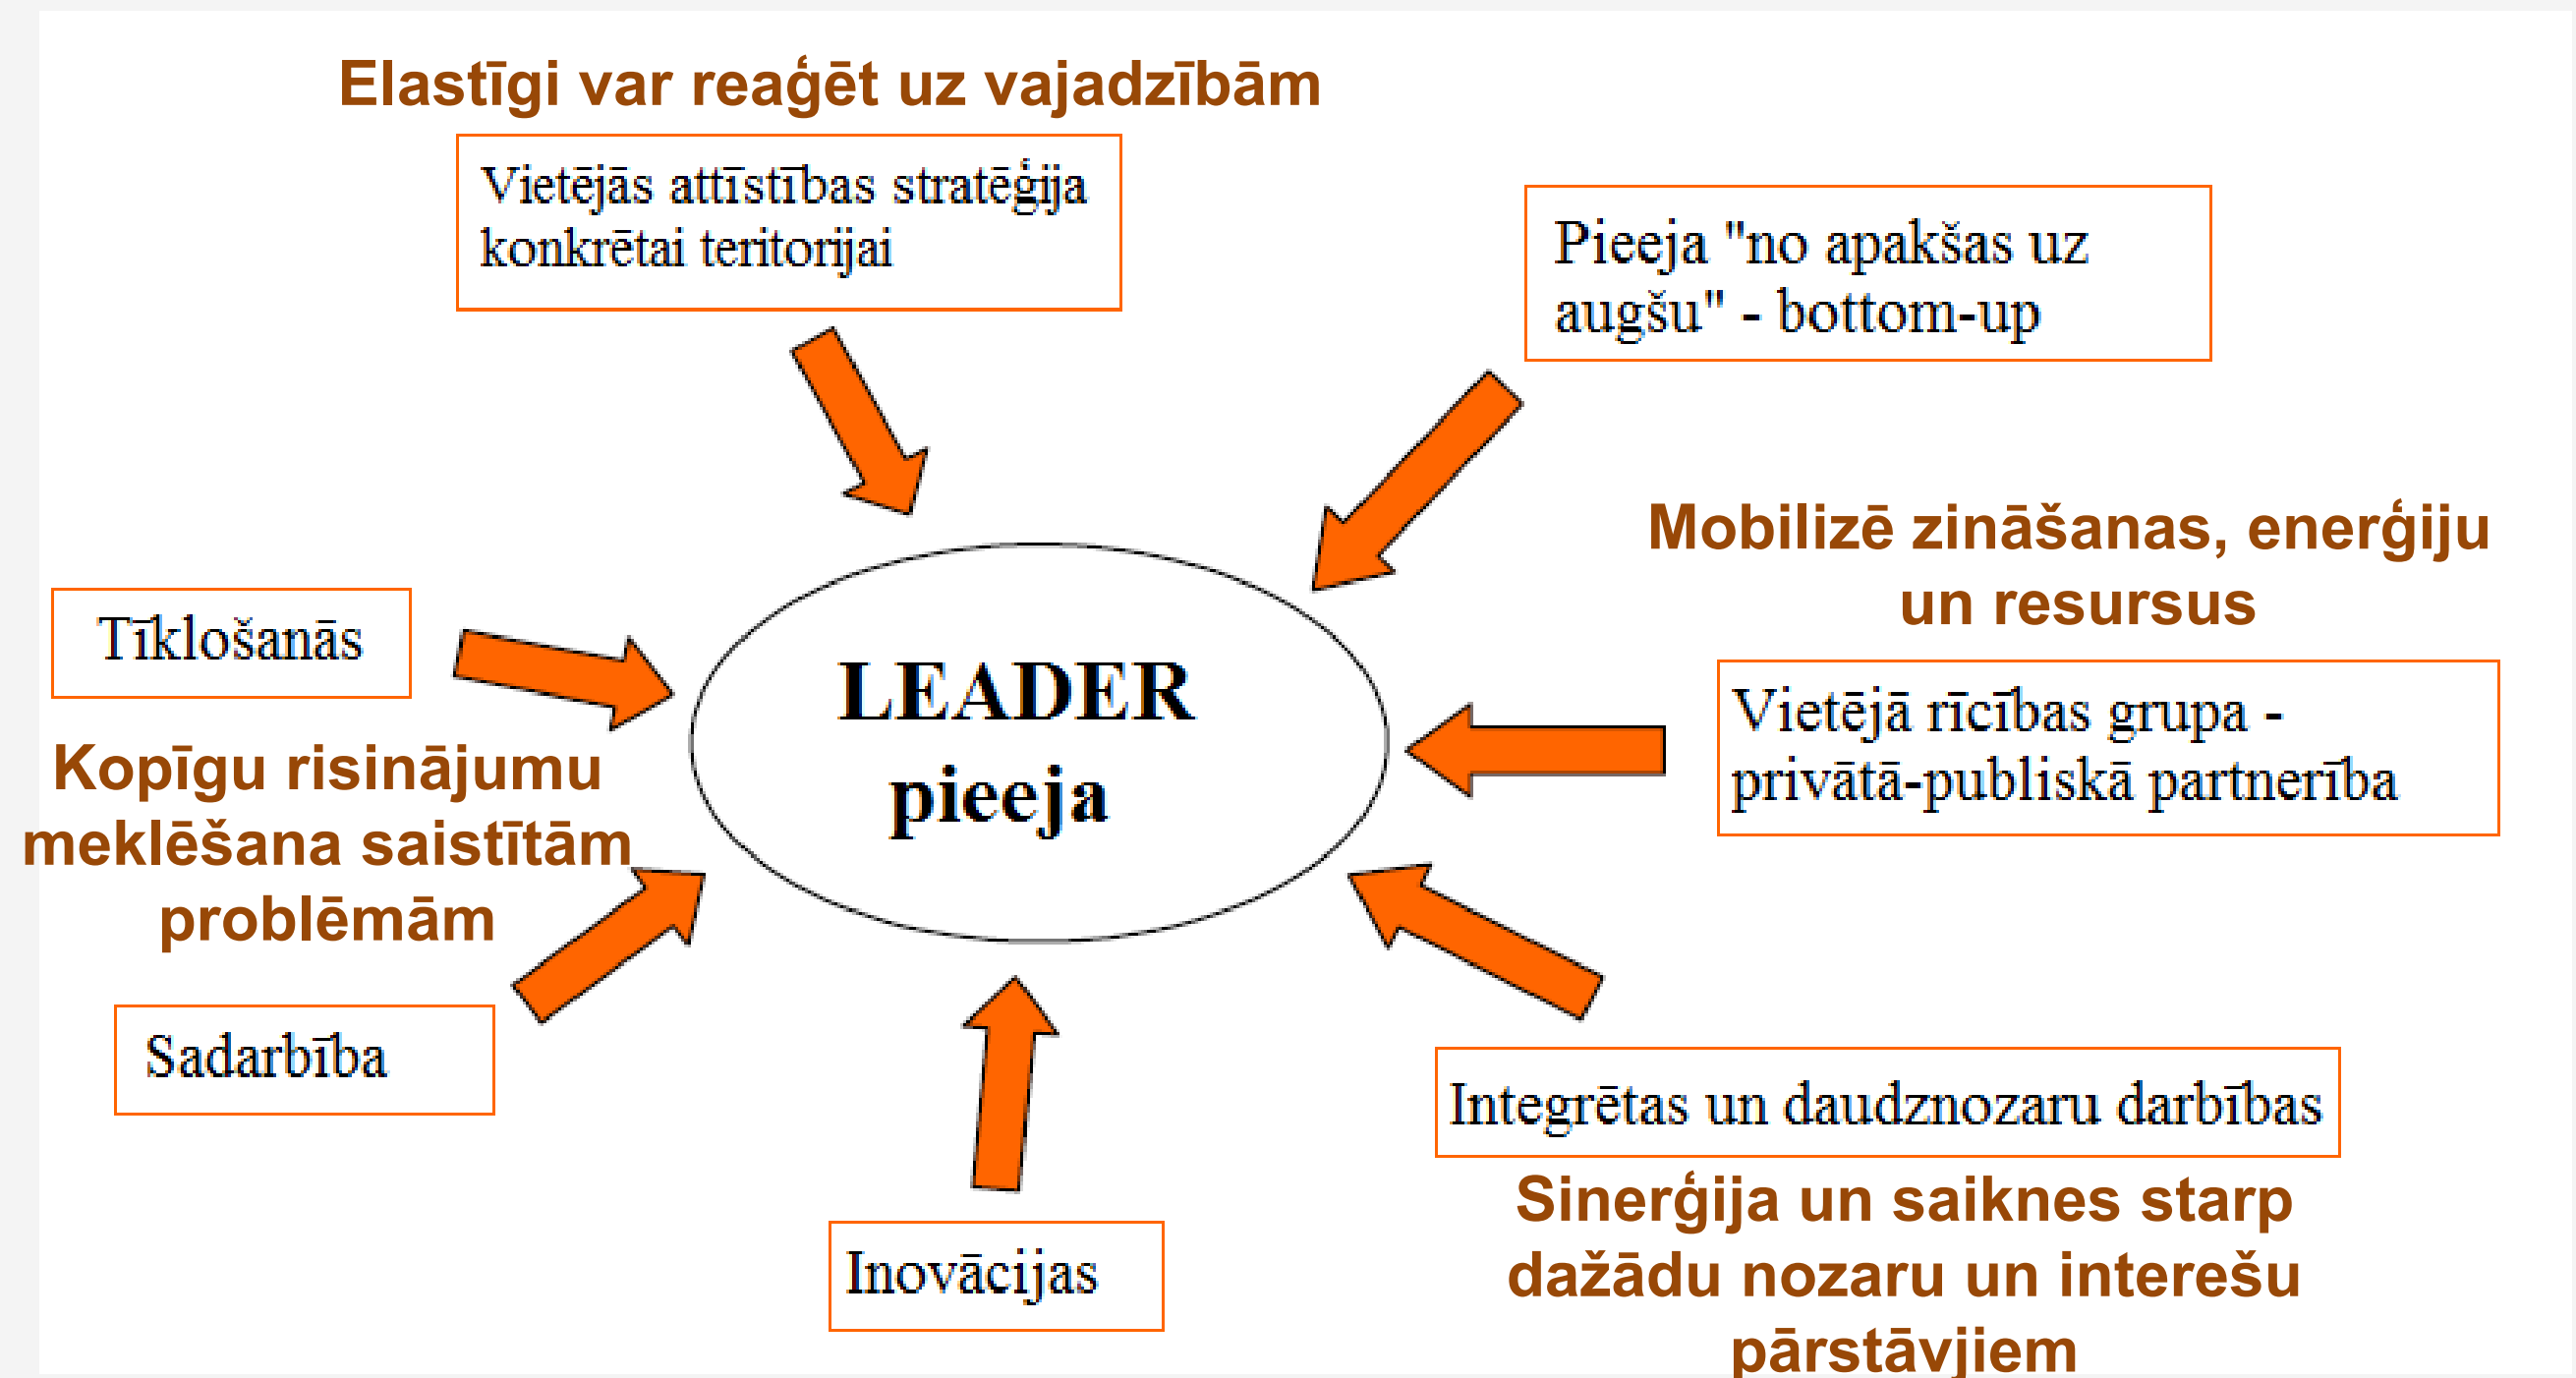 Elastīgi var reaģēt uz vajadzībām
Vietējās attīstības stratēģija
konkrētai teritorijai
Pieeja "no apakšas uz
augšu" - bottom-up
Mobilizē zināšanas, enerģiju
un resursus
Tīklošanās
LEADER
pieeja
Vietējā rīcības grupa -
privātā-publiskā partnerība
Kopīgu risinājumu
meklēšana saistītām
problēmām
Sadarbība
Integrētas un daudznozaru darbības
Inovācijas
Sinerģija un saiknes starp
dažādu nozaru un interešu
pārstāvjiem